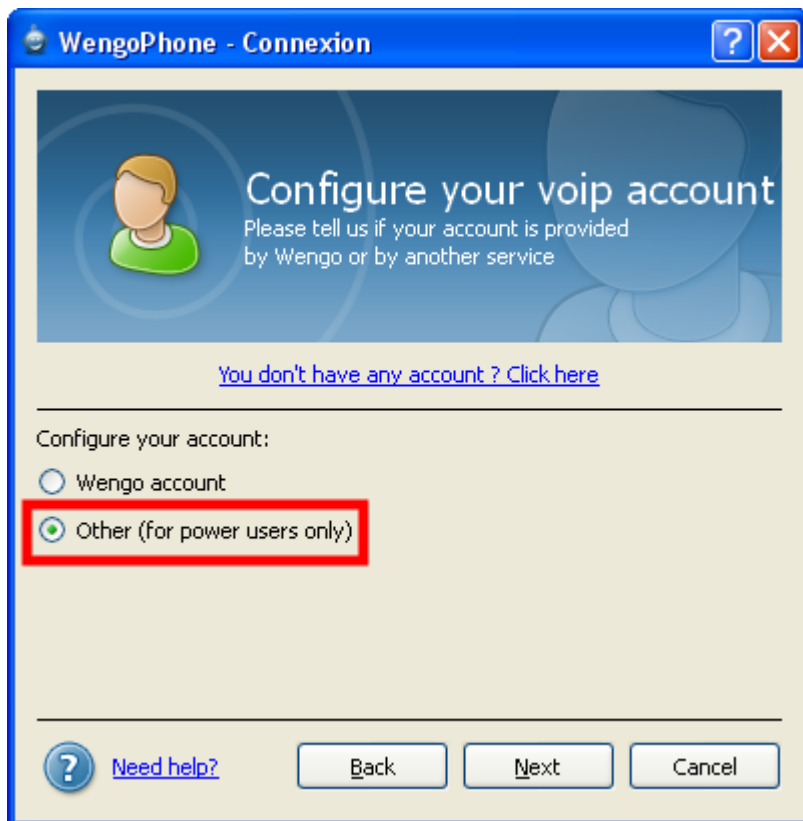 WengoPhone - Connexion
Configure your voip account
Please tell us if your account is provided
by Wengo or by another service
You don't have any account ? Click here
Configure your account:
Wengo account
Other (for power users only)
Need help?
Back
Next
Cancel